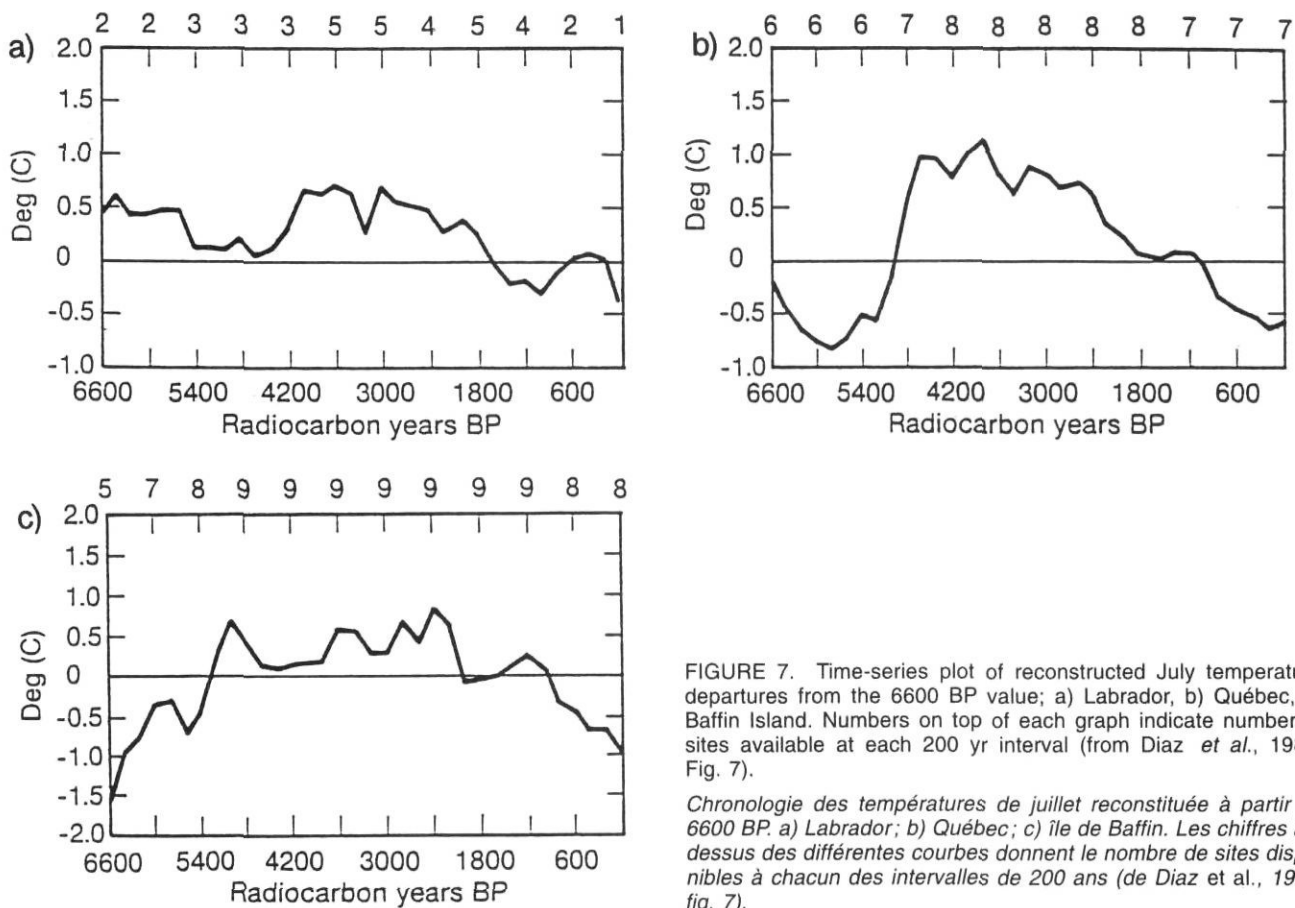 a)
2 2 3 3 3 5 5 4 5 4 2 1
2.0
1.5
1.0
0.5
0
-0.5
-1.0
Deg (C)
6600 5400 4200 3000 1800 600
Radiocarbon years BP
b)
6 6 6 7 8 8 8 8 8 7 7 7
2.0
1.5
1.0
0.5
0
-0.5
-1.0
Deg (C)
6600 5400 4200 3000 1800 600
Radiocarbon years BP
c)
5 7 8 9 9 9 9 9 9 9 8 8
2.0
1.5
1.0
0.5
0
-0.5
-1.0
-1.5
-2.0
Deg (C)
6600 5400 4200 3000 1800 600
Radiocarbon years BP
FIGURE 7. Time-series plot of reconstructed July temperatu
departures from the 6600 BP value; a) Labrador, b) Québec,
Baffin Island. Numbers on top of each graph indicate number
sites available at each 200 yr interval (from Diaz et al., 19
Fig. 7).
Chronologie des températures de juillet reconstituée à partir
6600 BP. a) Labrador; b) Québec; c) île de Baffin. Les chiffres
dessus des différentes courbes donnent le nombre de sites disp
nibles à chacun des intervalles de 200 ans (de Diaz et al., 19
fig. 7).